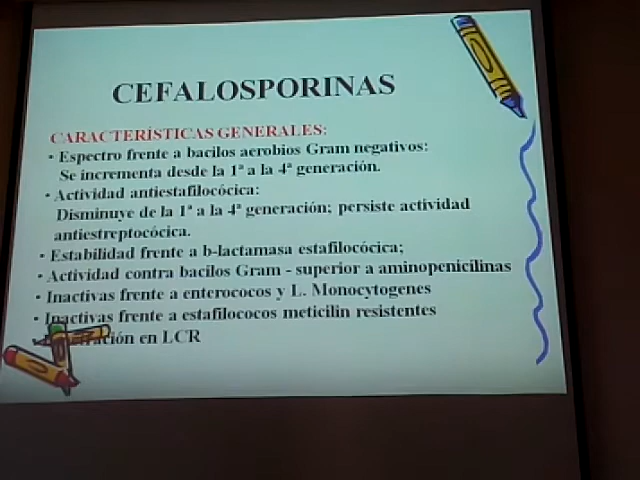 CEFALOSPORINAS
CARACTERÍSTICAS GENERALES:
• Espectro frente a bacilos aerobios Gram negativos:
Se incrementa desde la 1ª a la 4ª generación.
• Actividad antiestafilocócica:
Disminuye de la 1ª a la 4ª generación; persiste actividad
antiestreptocócica.
• Estabilidad frente a b-lactamasa estafilocócica;
• Actividad contra bacilos Gram - superior a aminopenicilinas
• Inactivas frente a enterococos y L. Monocytogenes
• Inactivas frente a estafilococos meticilin resistentes
en LCR